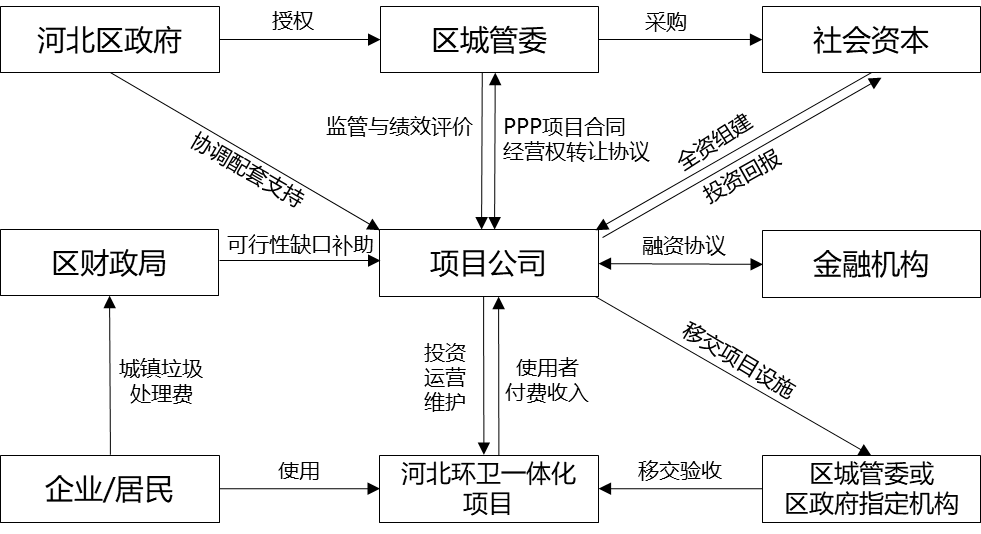 河北区政府
授权
区城管委
采购
社会资本
监管与绩效评价
PPP项目合同
经营权转让协议
协调配套支持
全资组建
投资回报
区财政局
可行性缺口补助
项目公司
融资协议
金融机构
城镇垃圾
处理费
投资
运营
维护
使用者
付费收入
移交项目设施
企业/居民
使用
河北环卫一体化
项目
移交验收
区城管委或
区政府指定机构